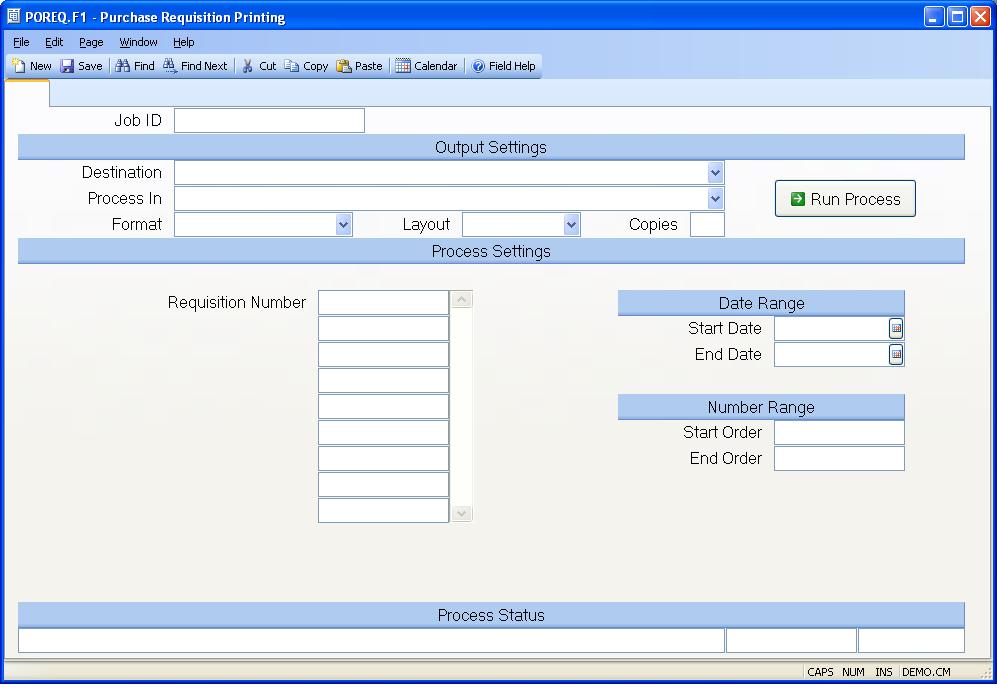 POREQ.F1 - Purchase Requisition Printing
File Edit Page Window Help
New Save Find Find Next Cut Copy Paste Calendar Field Help
Job ID
Output Settings
Destination
Process In
Run Process
Format Layout Copies
Process Settings
Requisition Number
Date Range
Start Date
End Date
Number Range
Start Order
End Order
Process Status
CAPS NUM INS DEMO.CM